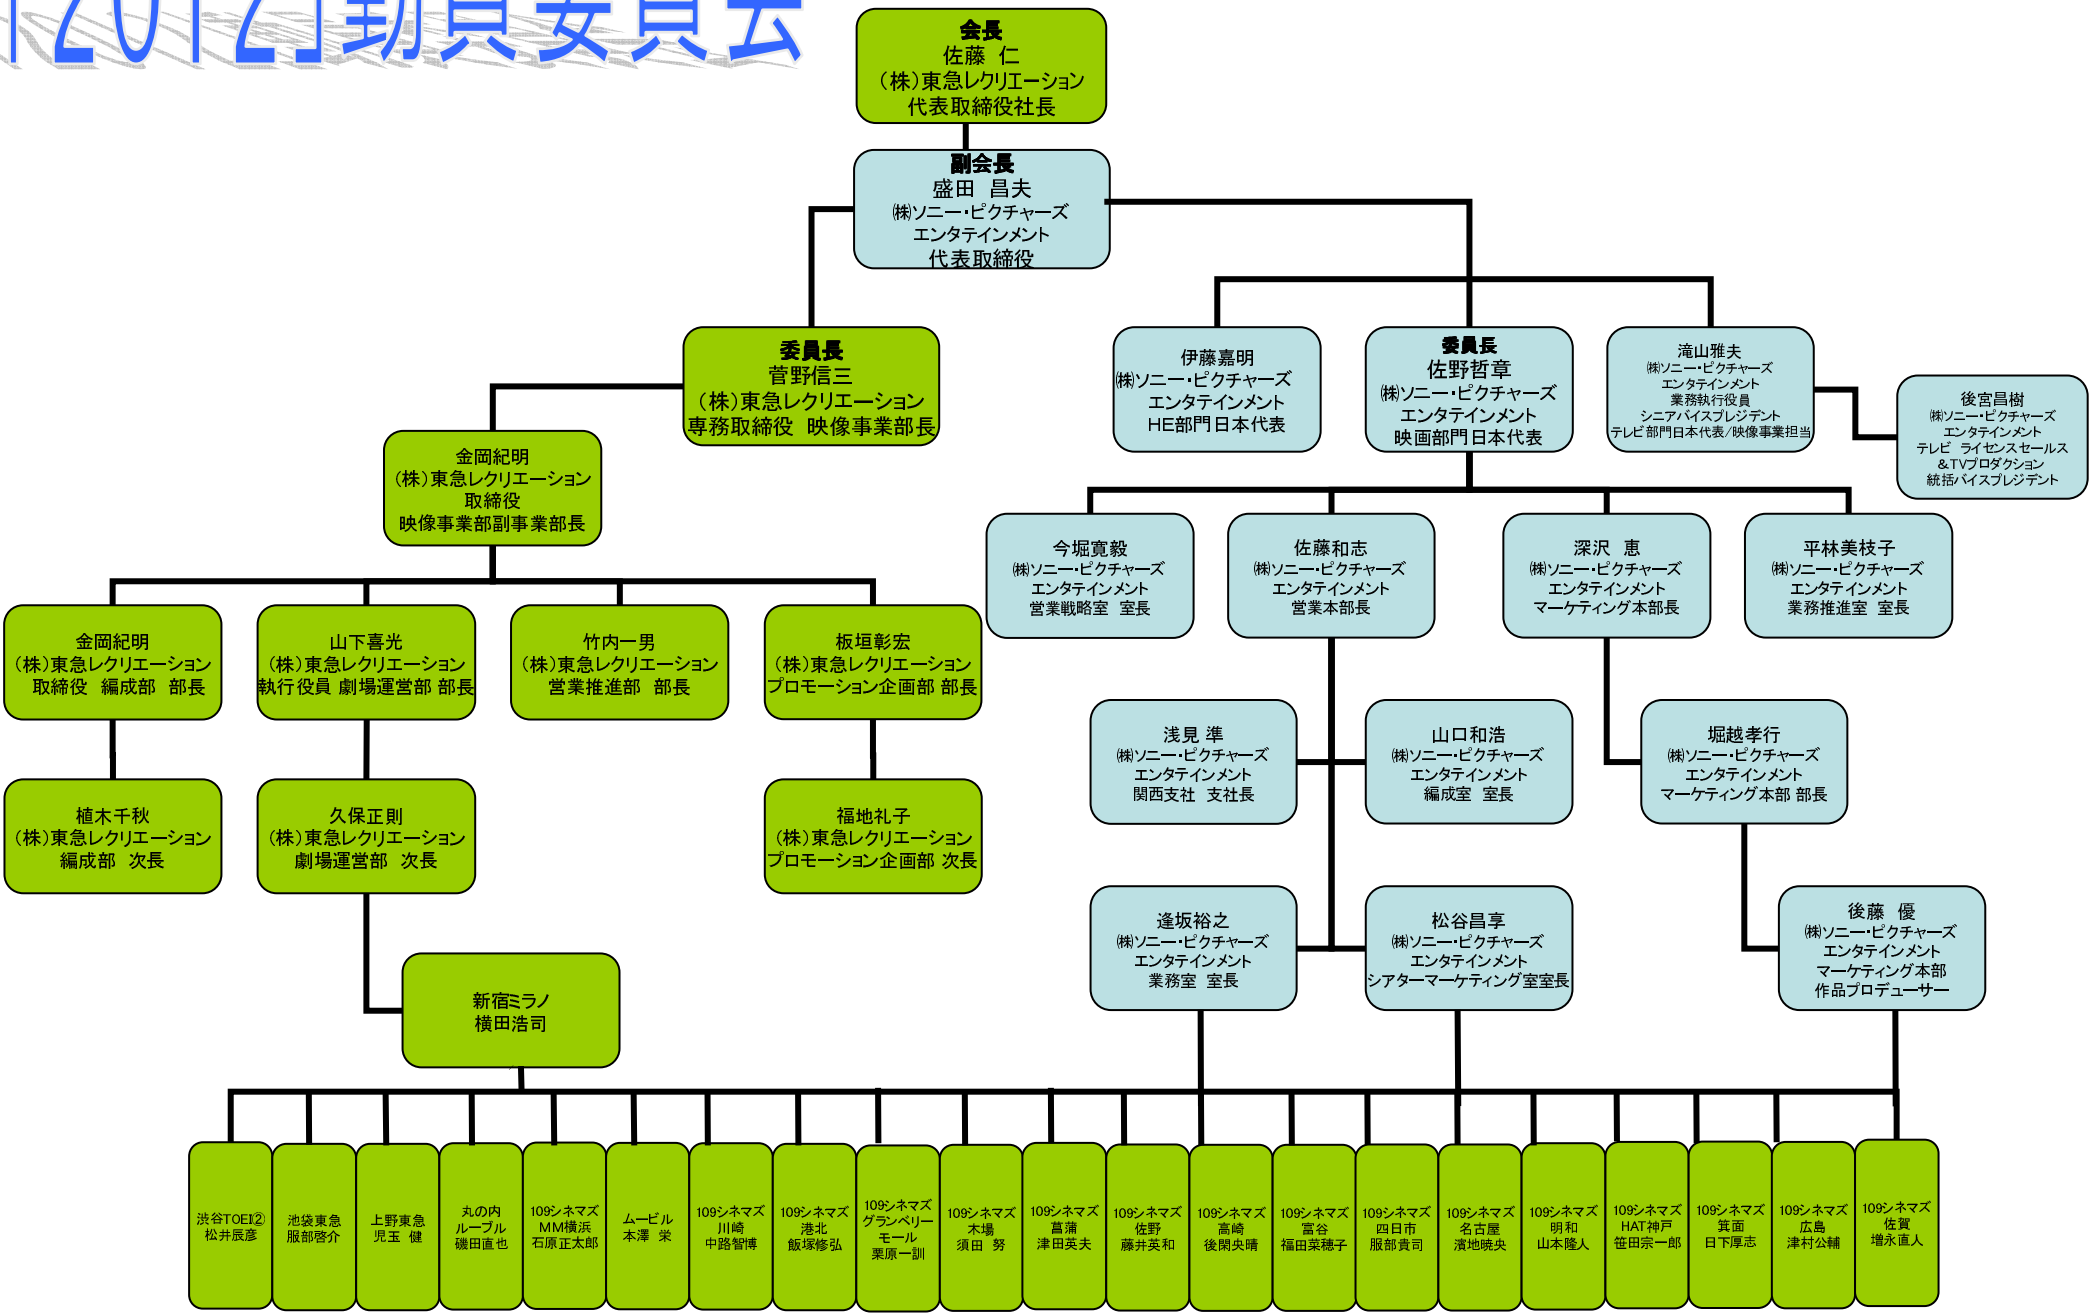 「2012」動員委員会
会長
佐藤　仁
（株）東急レクリエーション
代表取締役社長
副会長
盛田　昌夫
㈱ソニー・ピクチャーズ
エンタテインメント
代表取締役
委員長
菅野信三
（株）東急レクリエーション
専務取締役　映像事業部長
伊藤嘉明
㈱ソニー・ピクチャーズ
エンタテインメント
HE部門日本代表
委員長
佐野哲章
㈱ソニー・ピクチャーズ
エンタテインメント
映画部門日本代表
滝山雅夫
㈱ソニー・ピクチャーズ
エンタテインメント
業務執行役員
シニアバイスプレジデント
テレビ部門日本代表/映像事業担当
後宮昌樹
㈱ソニー・ピクチャーズ
エンタテインメント
テレビ　ライセンスセールス
&TVプロダクション
統括バイスプレジデント
金岡紀明
（株）東急レクリエーション
取締役
映像事業部副事業部長
今堀寛毅
㈱ソニー・ピクチャーズ
エンタテインメント
営業戦略室　室長
佐藤和志
㈱ソニー・ピクチャーズ
エンタテインメント
営業本部長
深沢　恵
㈱ソニー・ピクチャーズ
エンタテインメント
マーケティング本部長
平林美枝子
㈱ソニー・ピクチャーズ
エンタテインメント
業務推進室　室長
金岡紀明
（株）東急レクリエーション
取締役　編成部　部長
山下喜光
（株）東急レクリエーション
執行役員 劇場運営部 部長
竹内一男
（株）東急レクリエーション
営業推進部　部長
板垣彰宏
（株）東急レクリエーション
プロモーション企画部 部長
浅見 準
㈱ソニー・ピクチャーズ
エンタテインメント
関西支社　支社長
山口和浩
㈱ソニー・ピクチャーズ
エンタテインメント
編成室　室長
堀越孝行
㈱ソニー・ピクチャーズ
エンタテインメント
マーケティング本部 部長
植木千秋
（株）東急レクリエーション
編成部　次長
久保正則
（株）東急レクリエーション
劇場運営部　次長
福地礼子
（株）東急レクリエーション
プロモーション企画部 次長
逢坂裕之
㈱ソニー・ピクチャーズ
エンタテインメント
業務室　室長
松谷昌享
㈱ソニー・ピクチャーズ
エンタテインメント
シアターマーケティング室室長
後藤　優
㈱ソニー・ピクチャーズ
エンタテインメント
マーケティング本部
作品プロデューサー
新宿ミラノ
横田浩司
渋谷TOEI②
松井辰彦
池袋東急
服部啓介
上野東急
児玉　健
丸の内
ルーブル
磯田直也
109シネマズ
MM横浜
石原正太郎
ムービル
本澤　栄
109シネマズ
川崎
中路智博
109シネマズ
港北
飯塚修弘
109シネマズ
グランベリー
モール
栗原一訓
109シネマズ
木場
須田　努
109シネマズ
菖蒲
津田英夫
109シネマズ
佐野
藤井英和
109シネマズ
高崎
後閑央晴
109シネマズ
富谷
福田菜穂子
109シネマズ
四日市
服部貴司
109シネマズ
名古屋
濱地暁央
109シネマズ
明和
山本隆人
109シネマズ
HAT神戸
笹田宗一郎
109シネマズ
箕面
日下厚志
109シネマズ
広島
津村公輔
109シネマズ
佐賀
増永直人